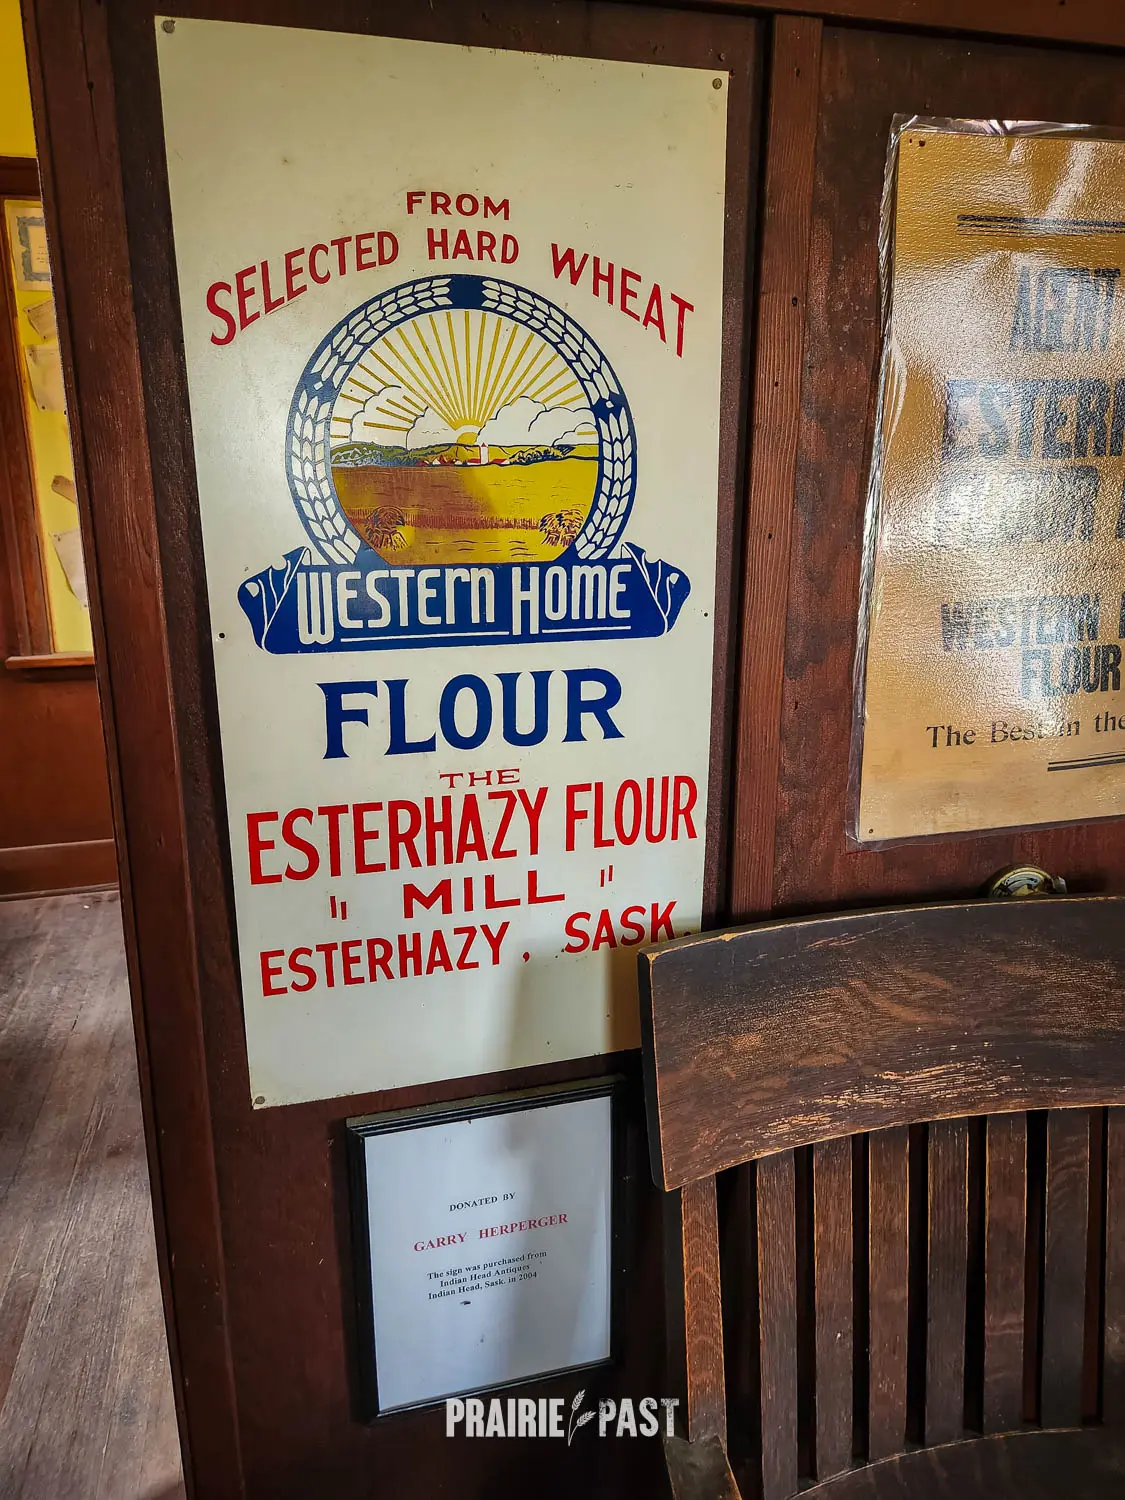 FROM
SELECTED HARD WHEAT
WESTERN HOME
FLOUR
THE
ESTERHAZY FLOUR
" MILL "
ESTERHAZY, SASK.
AGENT
WESTERN
FLOUR
The Best in the
DONATED BY
GARRY HERPERGER
The sign was purchased from
Indian Head Antiques
Indian Head, Sask. in 2004
PRAIRIE PAST